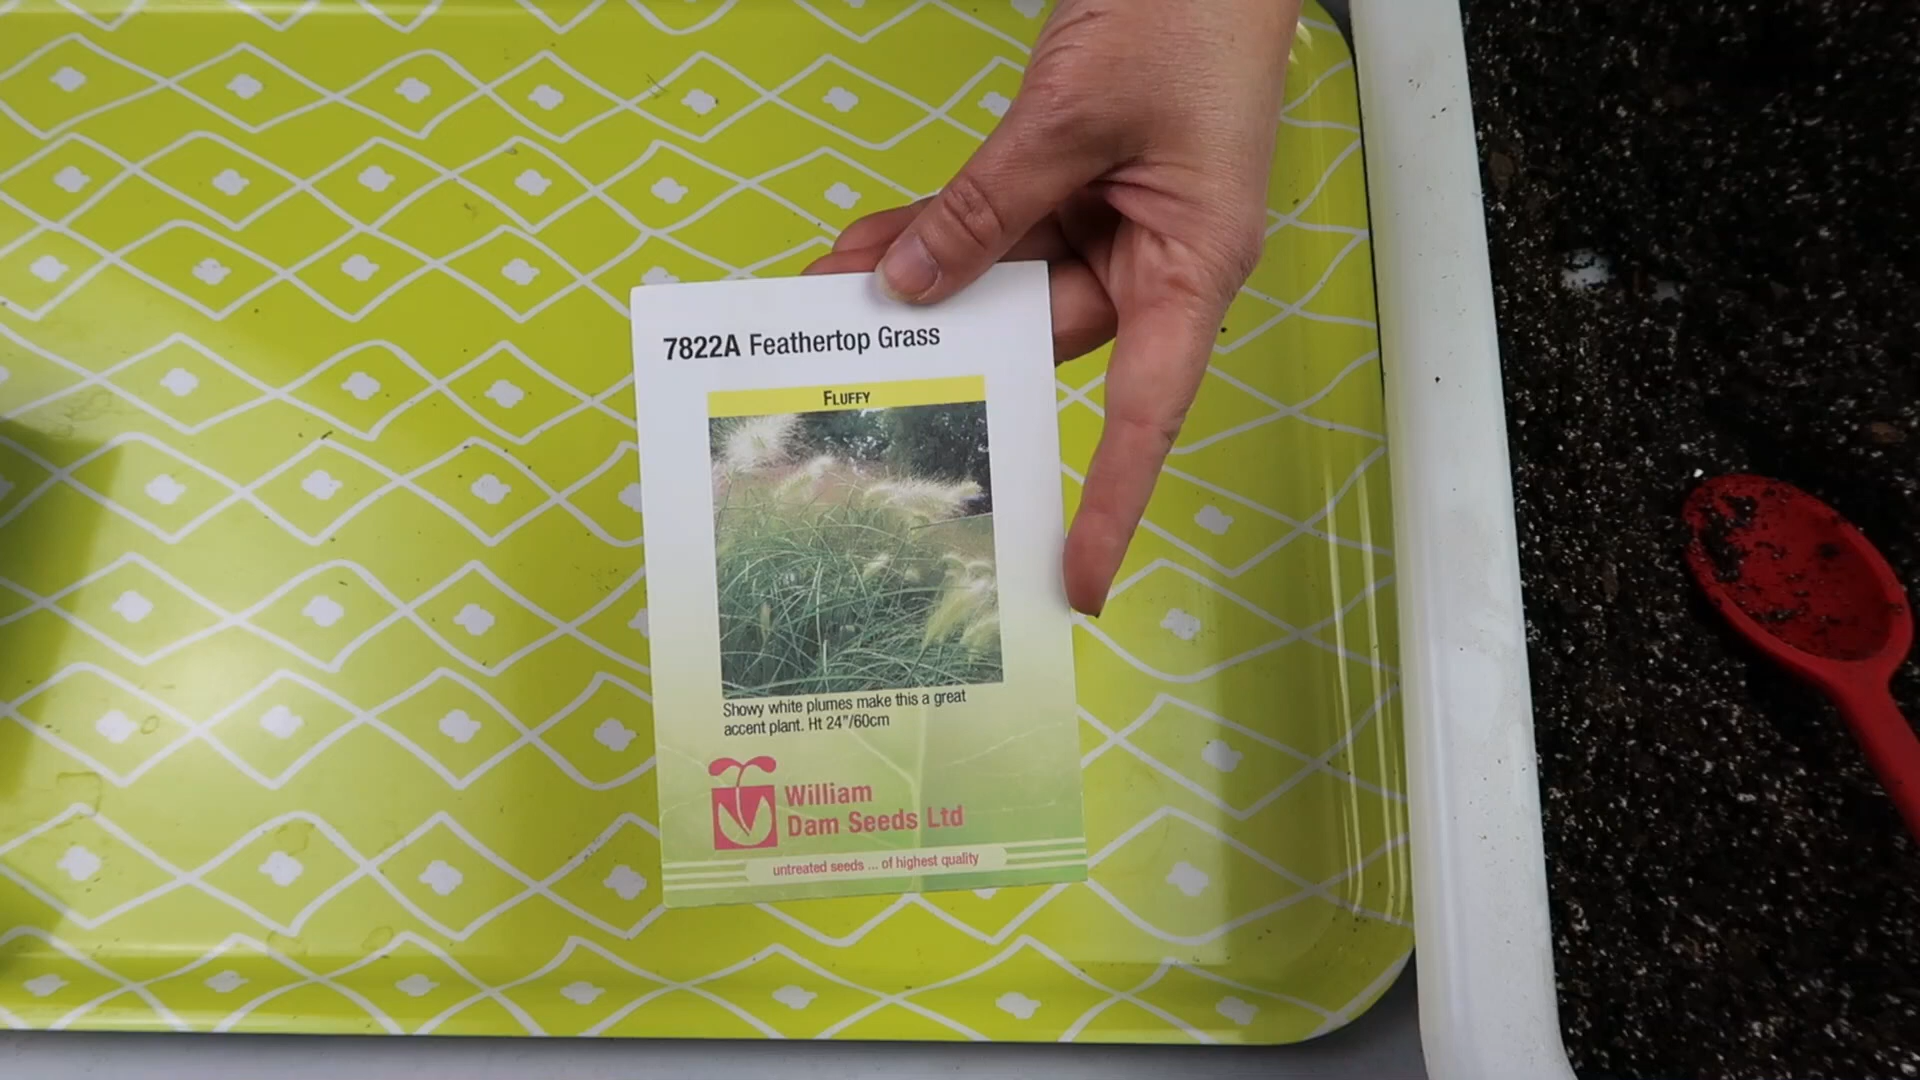 7822A Feathertop Grass
FLUFFY
Showy white plumes make this a great
accent plant. Ht 24"/60cm
William
Dam Seeds Ltd
untreated seeds ... of highest quality